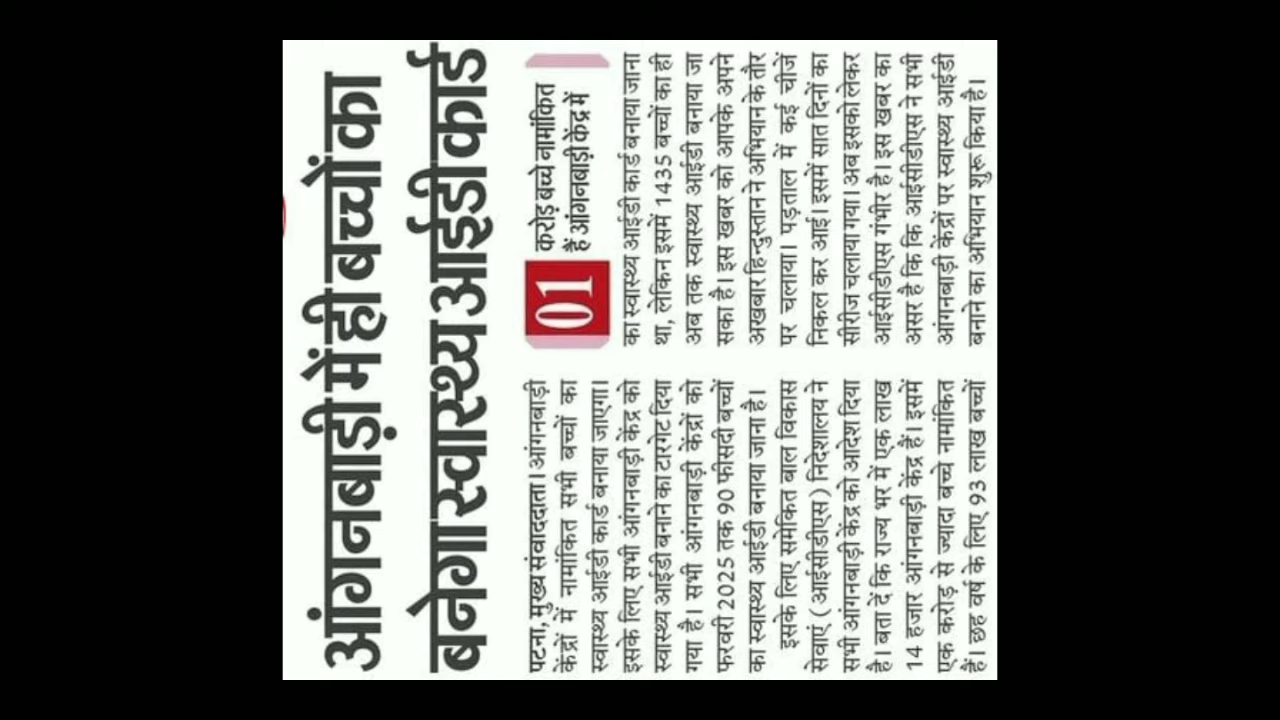 आंगनबाड़ी में ही बच्चों का
बनेगा स्वास्थ्य आईडी कार्ड
पटना, मुख्य संवाददाता। आंगनबाड़ी
केंद्रों में नामांकित सभी बच्चों का
स्वास्थ्य आईडी कार्ड बनाया जाएगा।
इसके लिए सभी आंगनबाड़ी केंद्र को
स्वास्थ्य आईडी बनाने का टारगेट दिया
गया है। सभी आंगनबाड़ी केंद्रों को
फरवरी 2025 तक 90 फीसदी बच्चों
का स्वास्थ्य आईडी बनाया जाना है।
इसके लिए समेकित बाल विकास
सेवाएं ( आईसीडीएस ) निदेशालय ने
सभी आंगनबाड़ी केंद्र को आदेश दिया
है। बता दें कि राज्य भर में एक लाख
14 हजार आंगनबाड़ी केंद्र हैं। इसमें
एक करोड़ से ज्यादा बच्चे नामांकित
हैं। छह वर्ष के लिए 93 लाख बच्चों
01
करोड़ बच्चे नामांकित
हैं आंगनबाड़ी केंद्र में
का स्वास्थ्य आईडी कार्ड बनाया जाना
था, लेकिन इसमें 1435 बच्चों का ही
अब तक स्वास्थ्य आईडी बनाया जा
सका है। इस खबर को आपके अपने
अखबार हिन्दुस्तान ने अभियान के तौर
पर चलाया। पड़ताल में कई चीजें
निकल कर आई। इसमें सात दिनों का
सीरीज चलाया गया। अब इसको लेकर
आईसीडीएस गंभीर है। इस खबर का
असर है कि कि आईसीडीएस ने सभी
आंगनबाड़ी केंद्रों पर स्वास्थ्य आईडी
बनाने का अभियान शुरू किया है।